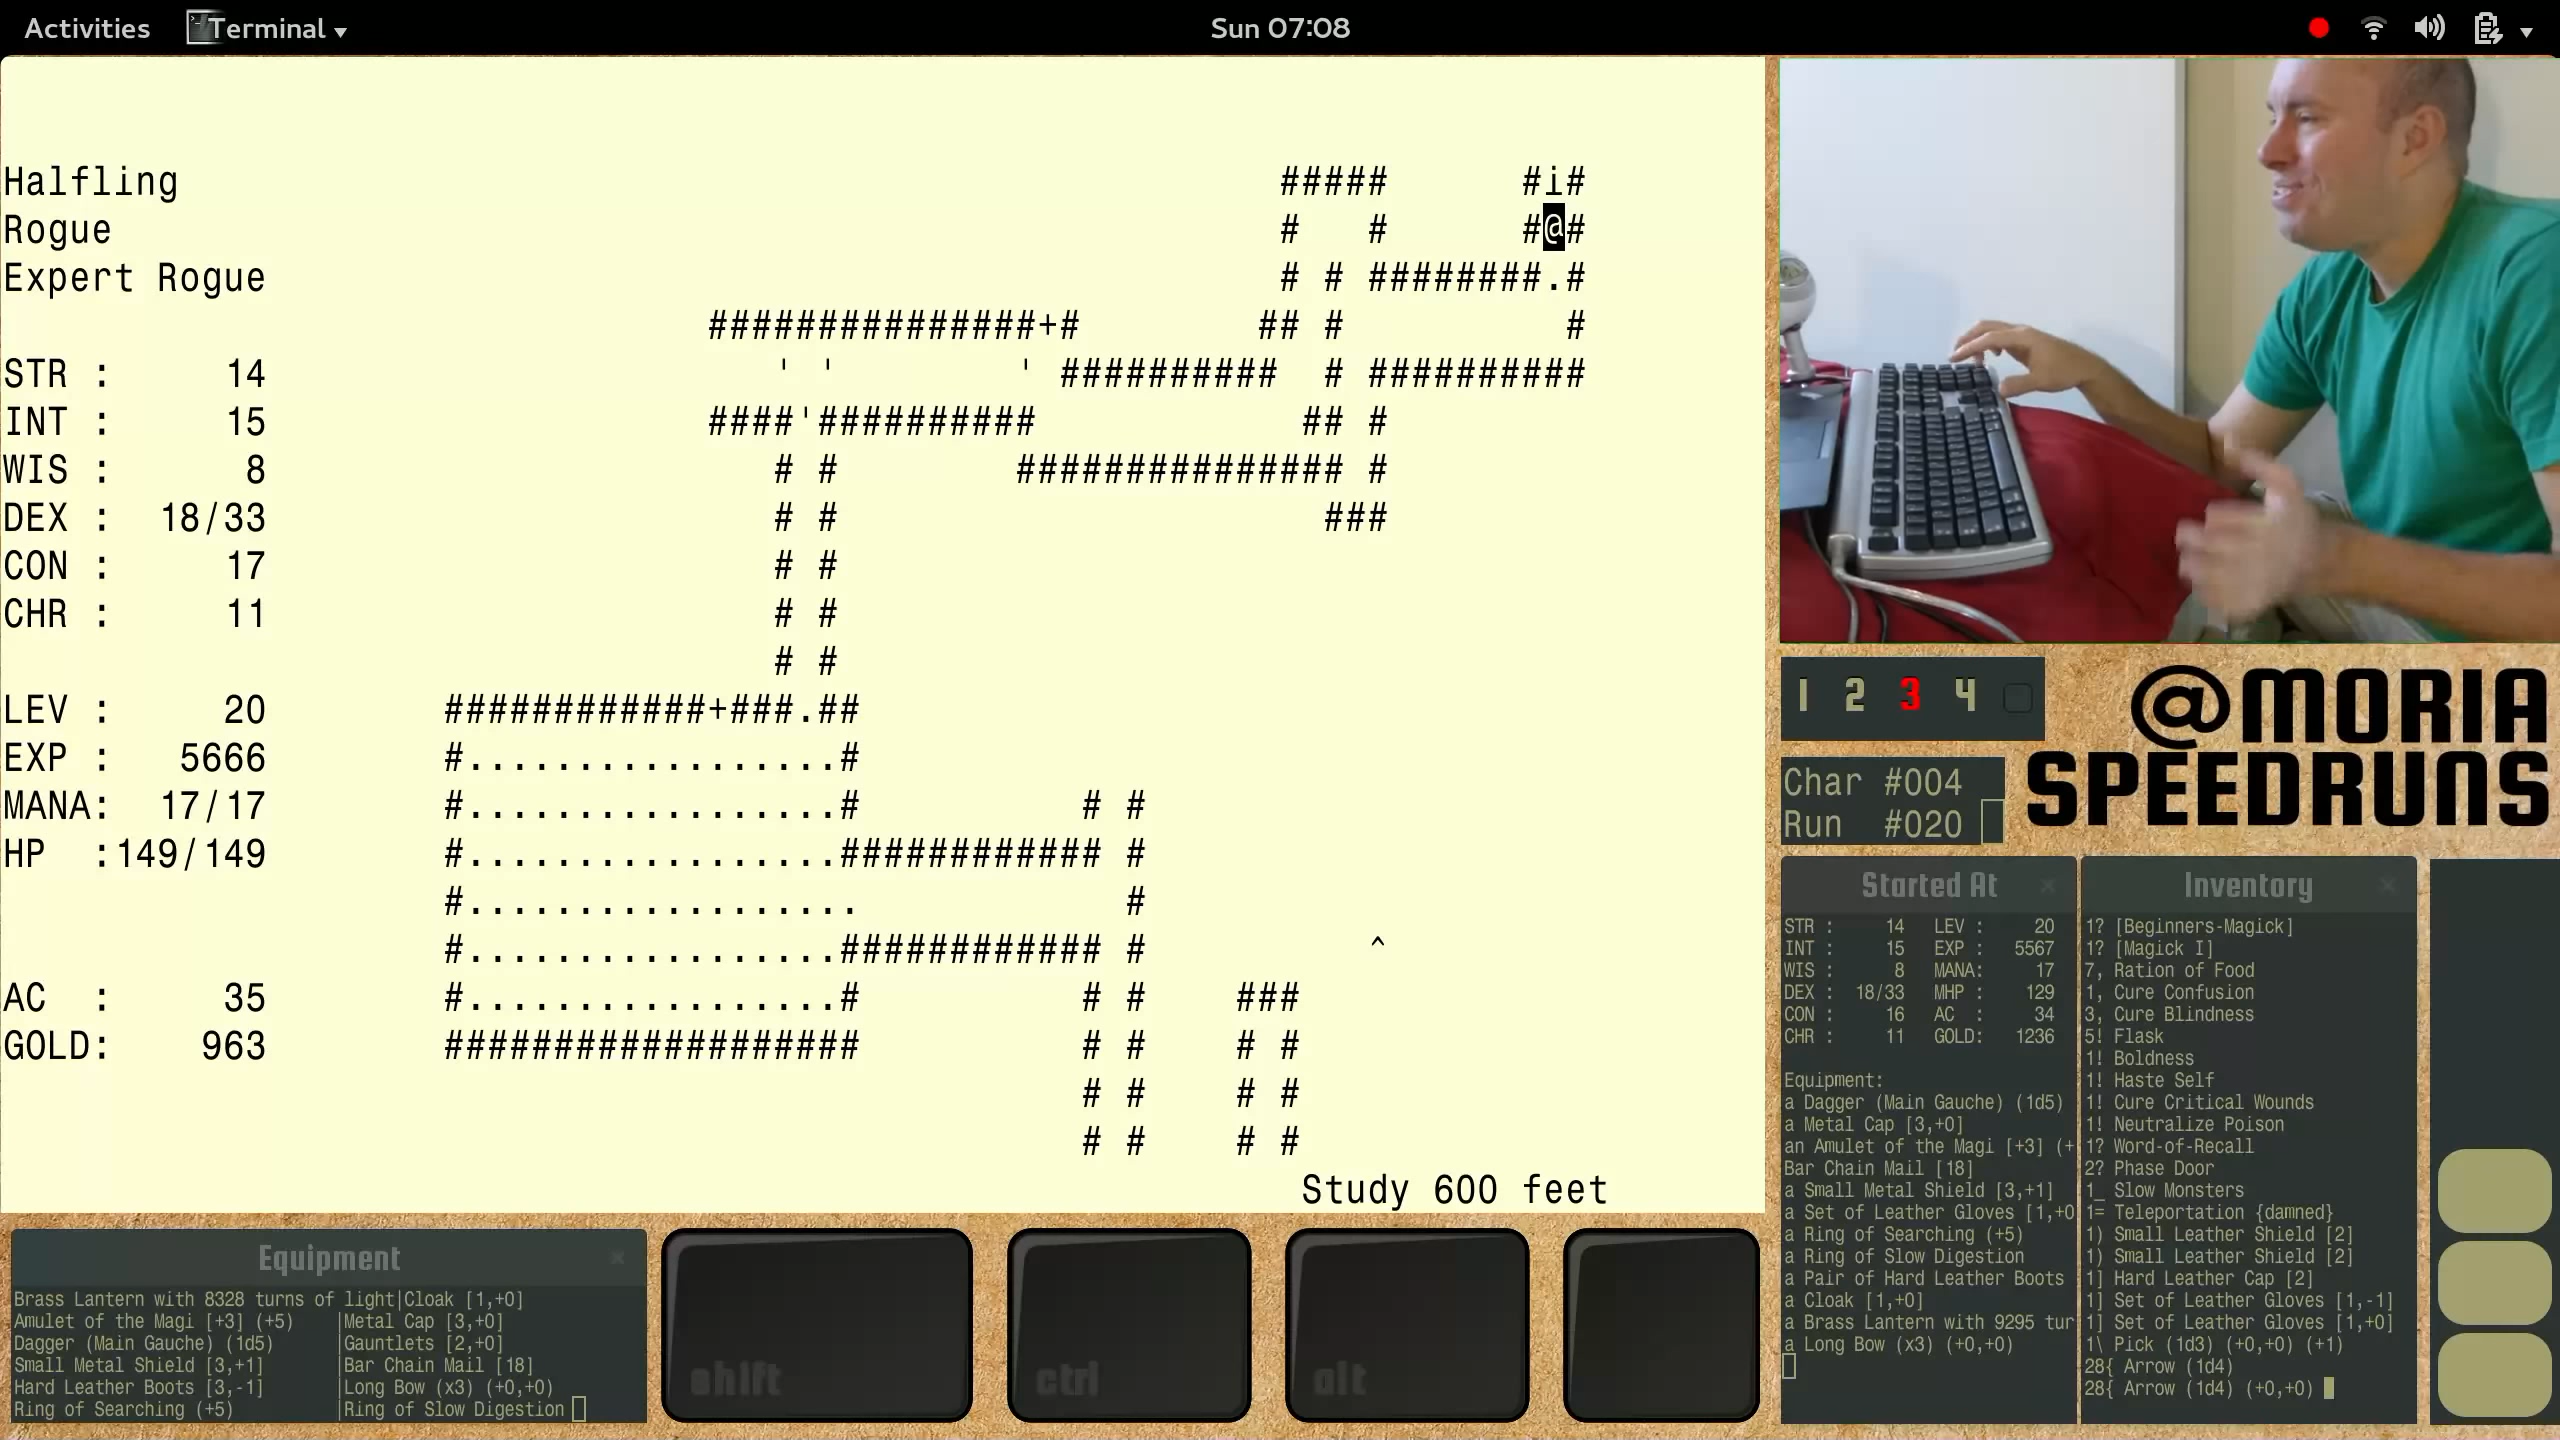 Activities Terminal Sun 07:08
Halfling ##### #i#
Rogue # # #@#
Expert Rogue # # ########.#
###############+# ## # #
STR : 14 ' ' ' ########## # ##########
INT : 15 ####'########## ## #
WIS : 8 # # ############### #
DEX : 18/33 # # ###
CON : 17 # #
CHR : 11 # #
# #
LEV : 20 ############+###.##
EXP : 5666 #.................#
MANA: 17/17 #.................# # #
HP :149/149 #.................############ #
#.................. #
#.................############ # ^
AC : 35 #.................# # # ###
GOLD: 963 ################### # # # #
# # # #
# # # #
Study 600 feet
1 2 3 4
@MORIA
SPEEDRUNS
Char #004
Run #020
Started At
STR : 14 LEV : 20
INT : 15 EXP : 5567
WIS : 8 MANA: 17
DEX : 18/33 MHP : 129
CON : 16 AC : 34
CHR : 11 GOLD: 1236
Equipment:
a Dagger (Main Gauche) (1d5)
a Metal Cap [3,+0]
an Amulet of the Magi [+3] (+
Bar Chain Mail [18]
a Small Metal Shield [3,+1]
a Set of Leather Gloves [1,+0
a Ring of Searching (+5)
a Ring of Slow Digestion
a Pair of Hard Leather Boots
a Cloak [1,+0]
a Brass Lantern with 9295 tur
a Long Bow (x3) (+0,+0)
Inventory
1? [Beginners-Magick]
1? [Magick I]
7, Ration of Food
1, Cure Confusion
3, Cure Blindness
5! Flask
1! Boldness
1! Haste Self
1! Cure Critical Wounds
1! Neutralize Poison
1? Word-of-Recall
2? Phase Door
1_ Slow Monsters
1= Teleportation {damned}
1) Small Leather Shield [2]
1) Small Leather Shield [2]
1] Hard Leather Cap [2]
1] Set of Leather Gloves [1,-1]
1] Set of Leather Gloves [1,+0]
1\ Pick (1d3) (+0,+0) (+1)
28{ Arrow (1d4)
28{ Arrow (1d4) (+0,+0)
Equipment
Brass Lantern with 8328 turns of light|Cloak [1,+0]
Amulet of the Magi [+3] (+5) |Metal Cap [3,+0]
Dagger (Main Gauche) (1d5) |Gauntlets [2,+0]
Small Metal Shield [3,+1] |Bar Chain Mail [18]
Hard Leather Boots [3,-1] |Long Bow (x3) (+0,+0)
Ring of Searching (+5) |Ring of Slow Digestion
shift ctrl alt